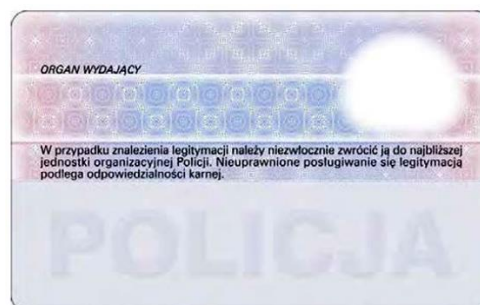 ORGAN WYDAJĄCY
W przypadku znalezienia legitymacji należy niezwłocznie zwrócić ją do najbliższej
jednostki organizacyjnej Policji. Nieuprawnione posługiwanie się legitymacją
podlega odpowiedzialności karnej.
POLICJA